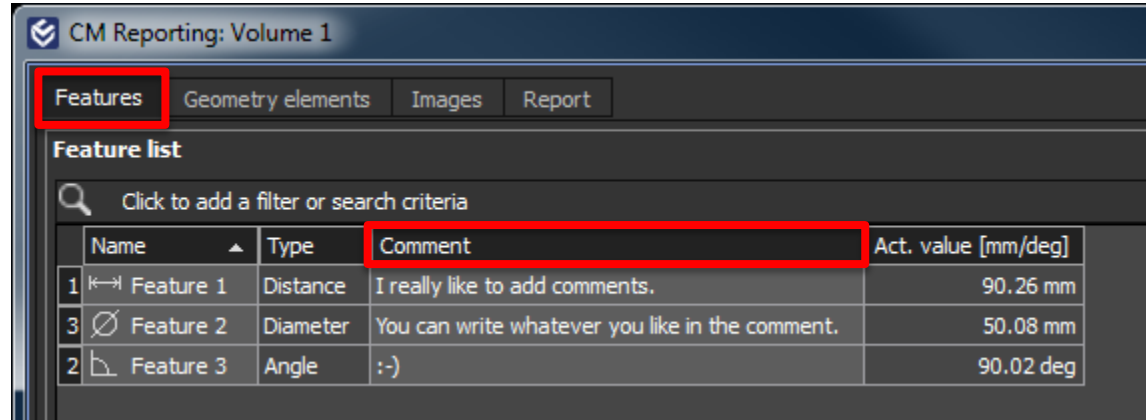 CM Reporting: Volume 1
Features Geometry elements Images Report
Feature list
Click to add a filter or search criteria
Name Type Comment Act. value [mm/deg]
1 Feature 1 Distance I really like to add comments. 90.26 mm
3 Feature 2 Diameter You can write whatever you like in the comment. 50.08 mm
2 Feature 3 Angle :-) 90.02 deg